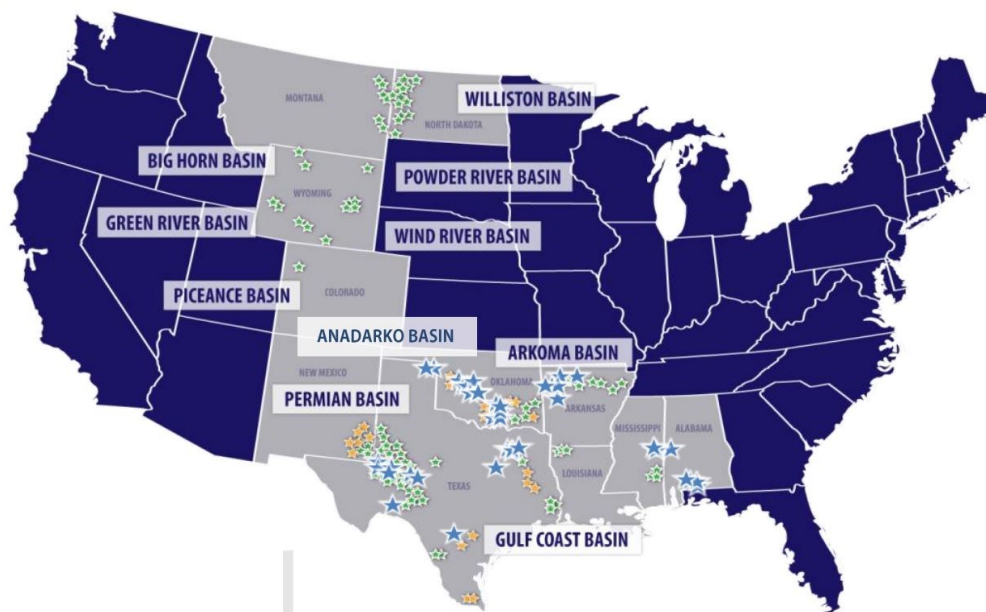 MONTANA
WILLISTON BASIN
NORTH DAKOTA
BIG HORN BASIN
POWDER RIVER BASIN
WYOMING
GREEN RIVER BASIN
WIND RIVER BASIN
PICEANCE BASIN
COLORADO
ANADARKO BASIN
ARKOMA BASIN
NEW MEXICO
OKLAHOMA
PERMIAN BASIN
ARKANSAS
MISSISSIPPI
ALABAMA
TEXAS
LOUISIANA
GULF COAST BASIN